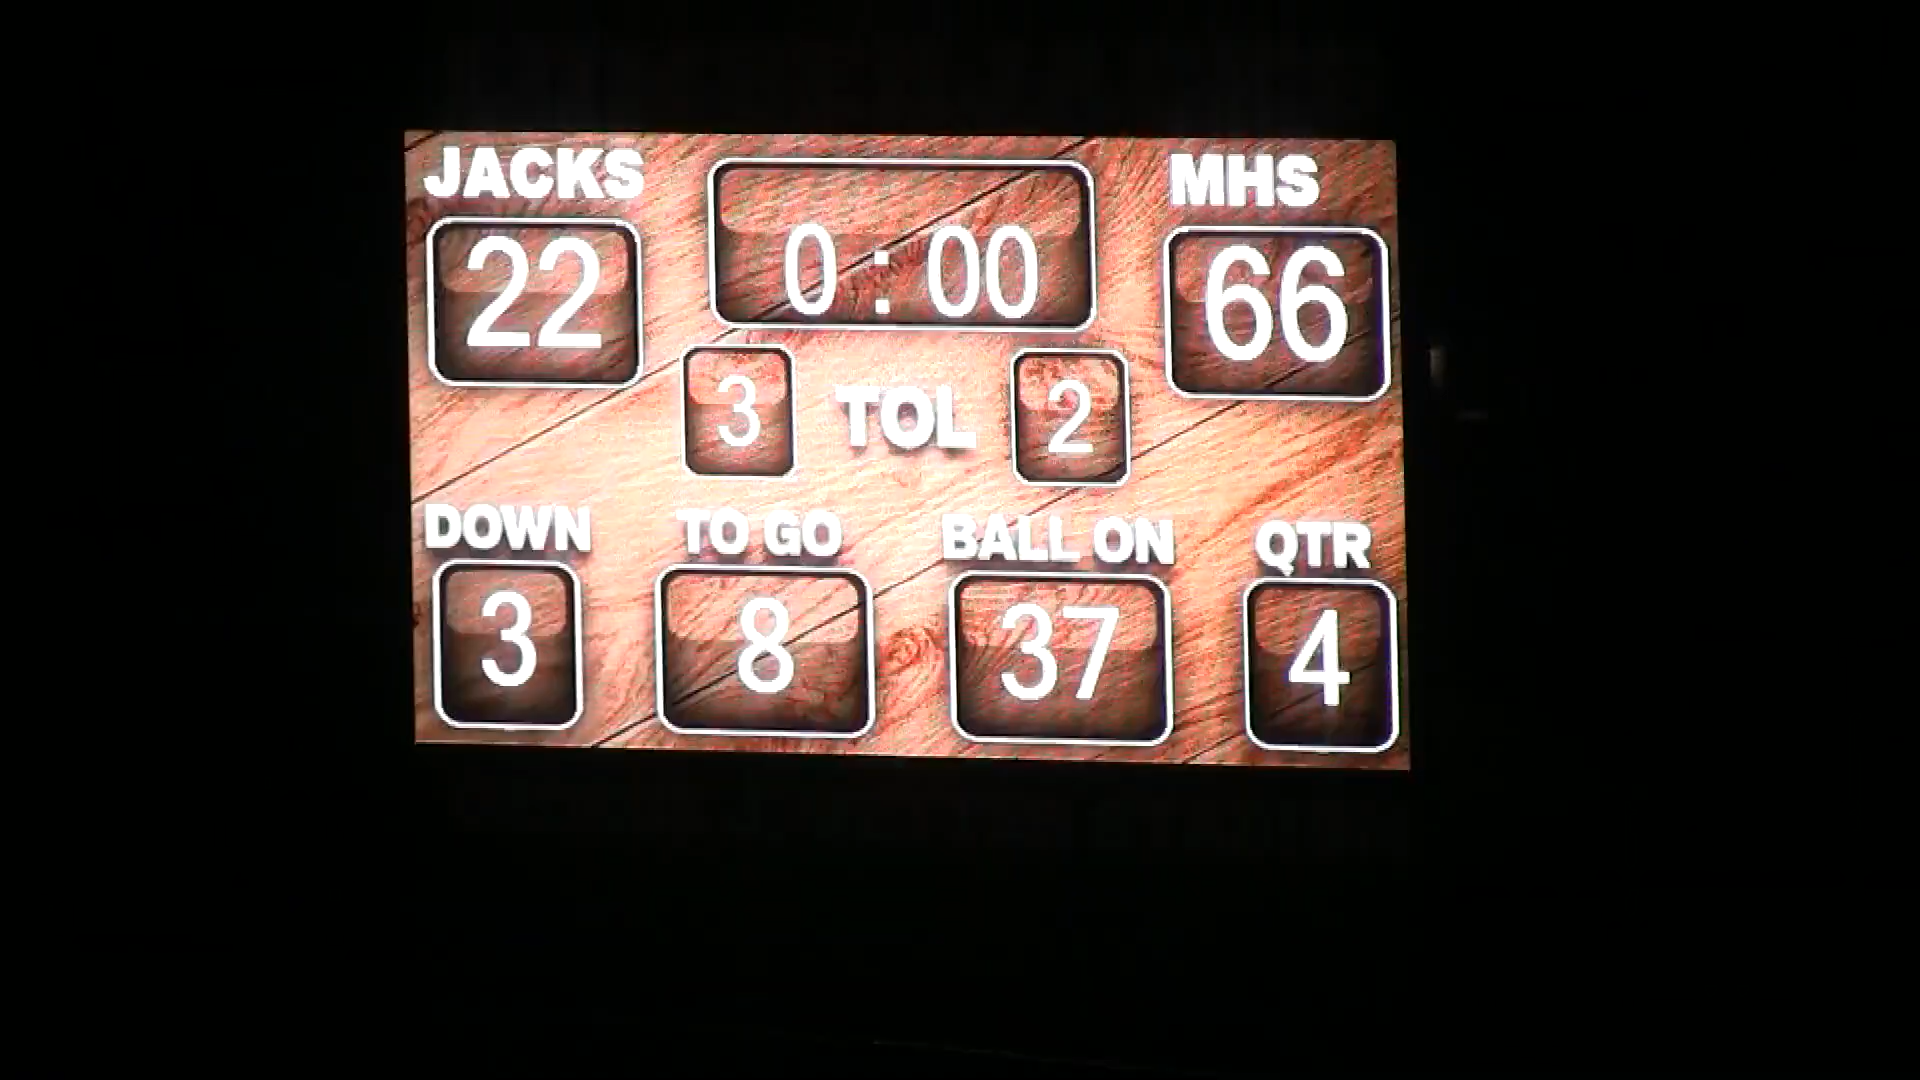 JACKS 0 : 00 MHS
22 66
3 TOL 2
DOWN TO GO BALL ON QTR
3 8 37 4